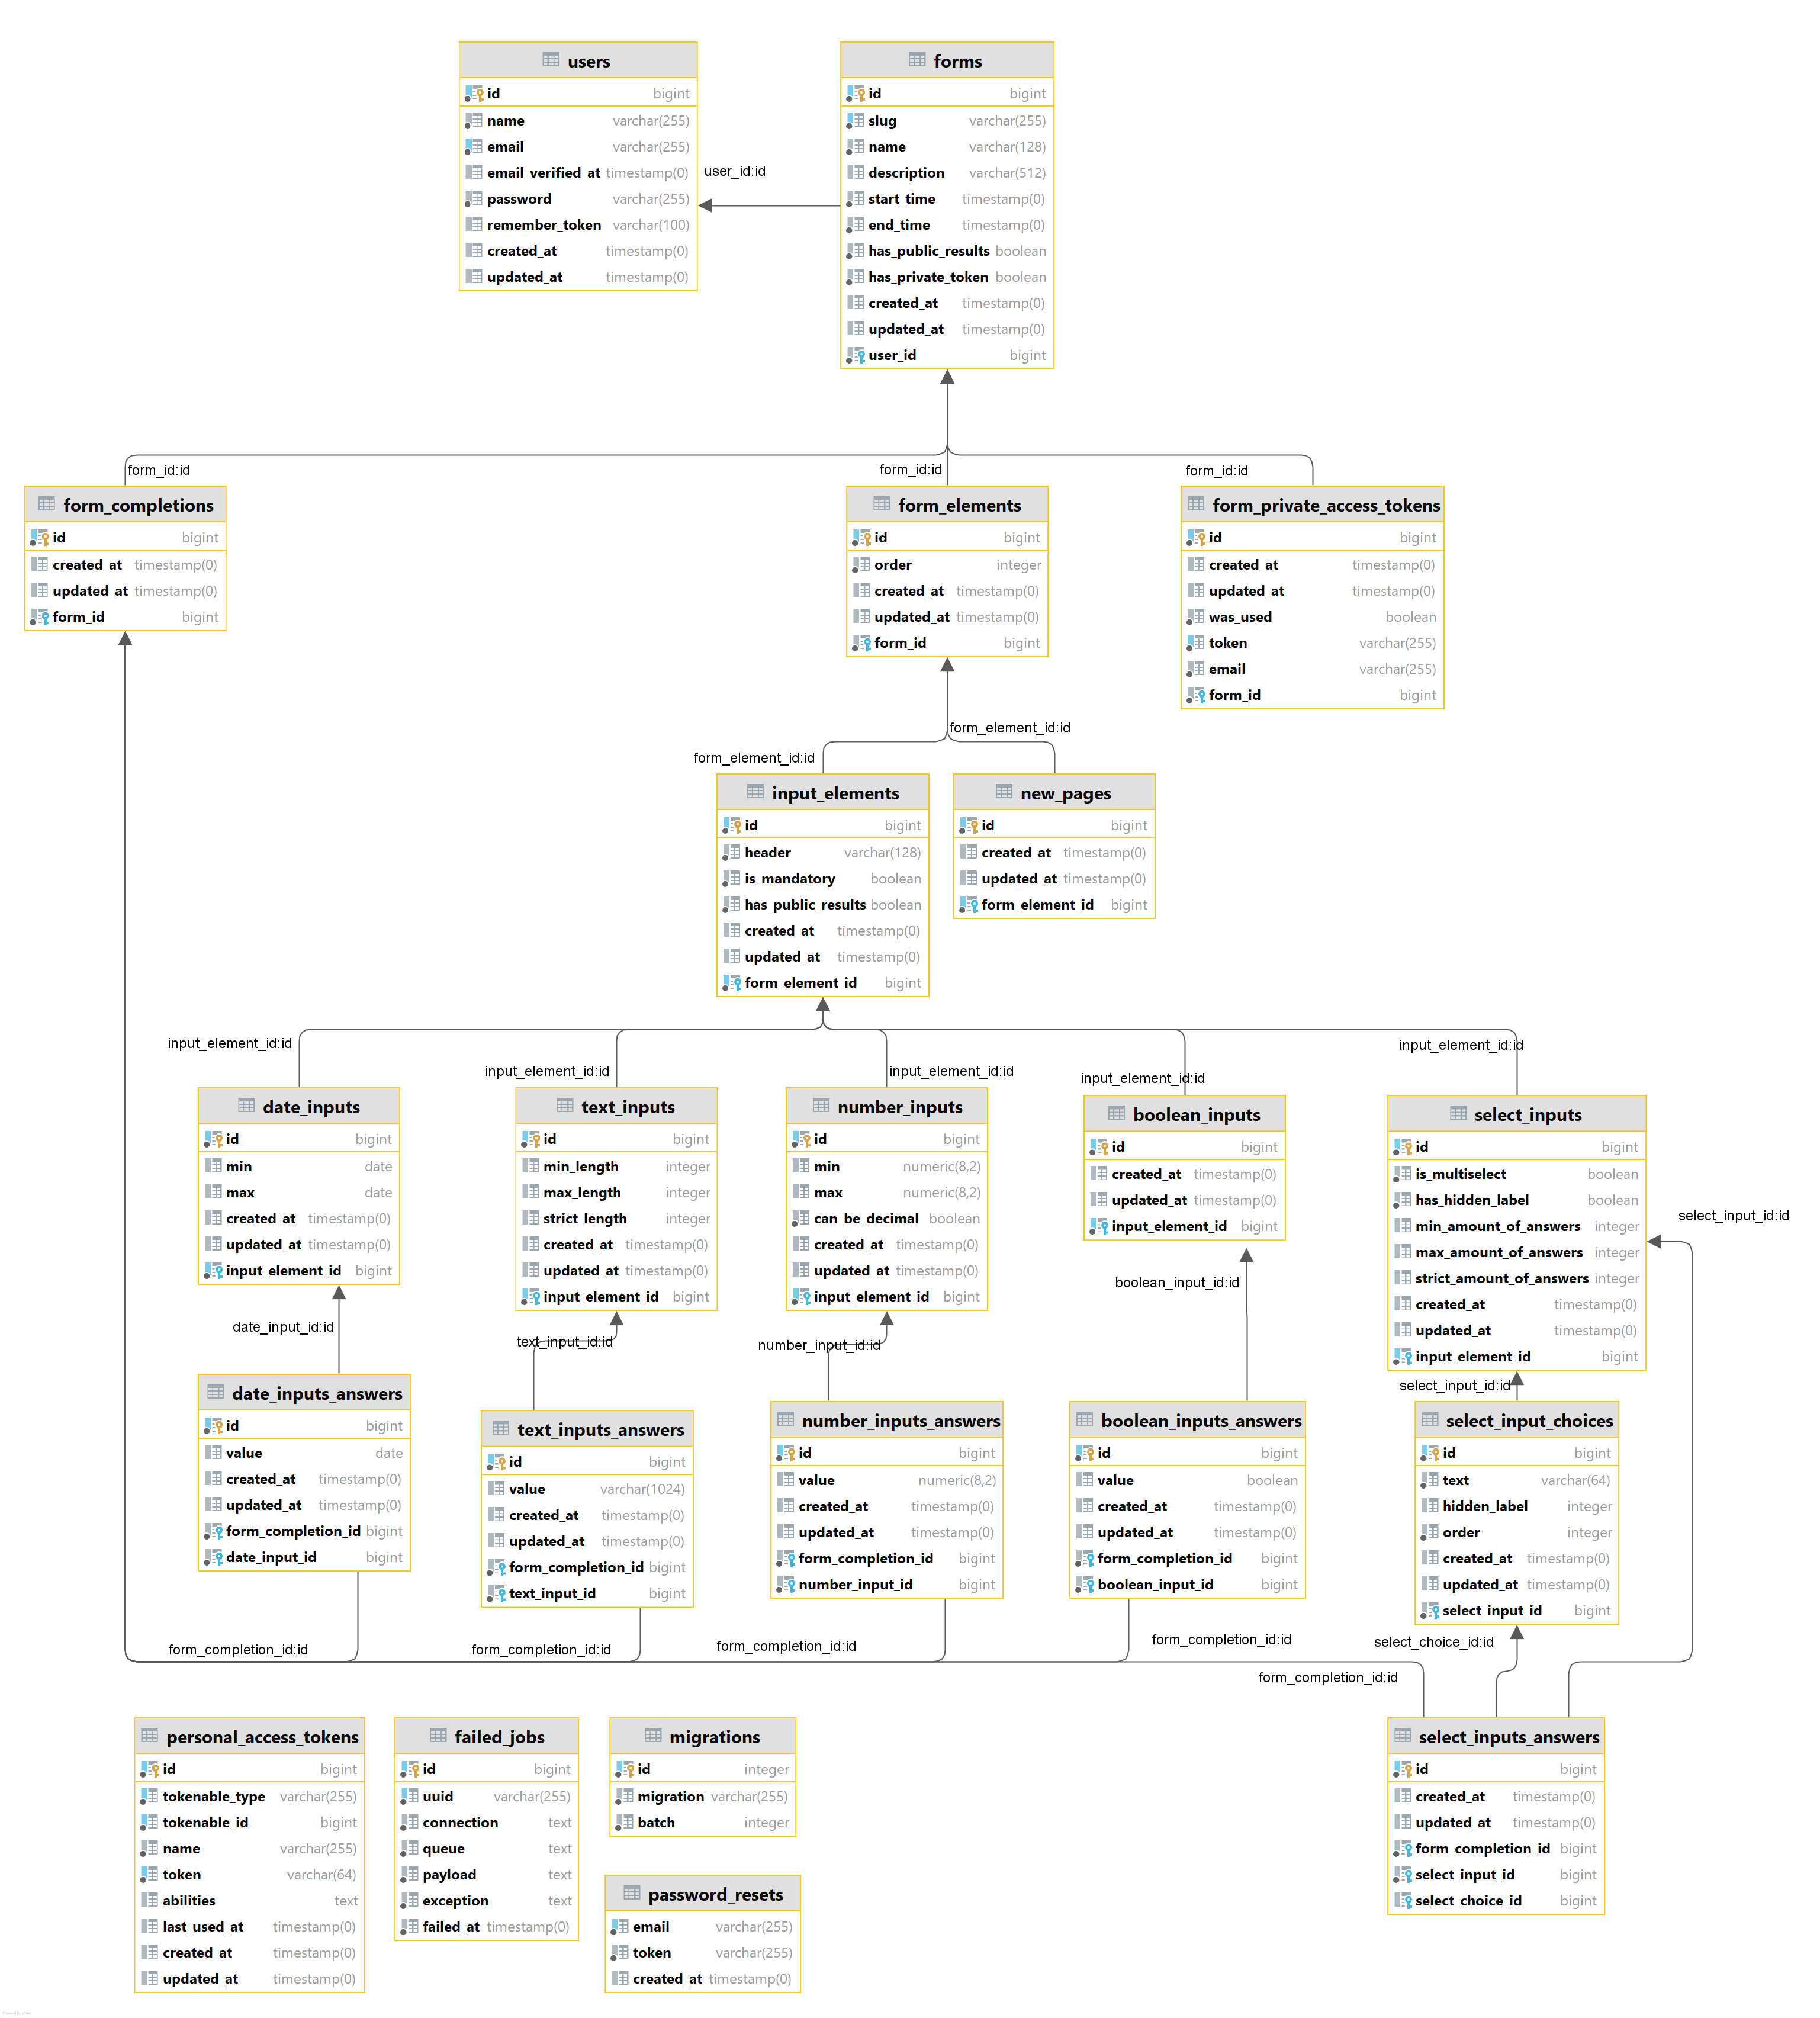 users
id bigint
name varchar(255)
email varchar(255)
email_verified_at timestamp(0)
password varchar(255)
remember_token varchar(100)
created_at timestamp(0)
updated_at timestamp(0)
user_id:id
forms
id bigint
slug varchar(255)
name varchar(128)
description varchar(512)
start_time timestamp(0)
end_time timestamp(0)
has_public_results boolean
has_private_token boolean
created_at timestamp(0)
updated_at timestamp(0)
user_id bigint
form_id:id
form_id:id
form_id:id
form_completions
id bigint
created_at timestamp(0)
updated_at timestamp(0)
form_id bigint
form_elements
id bigint
order integer
created_at timestamp(0)
updated_at timestamp(0)
form_id bigint
form_private_access_tokens
id bigint
created_at timestamp(0)
updated_at timestamp(0)
was_used boolean
token varchar(255)
email varchar(255)
form_id bigint
form_element_id:id
form_element_id:id
input_elements
id bigint
header varchar(128)
is_mandatory boolean
has_public_results boolean
created_at timestamp(0)
updated_at timestamp(0)
form_element_id bigint
new_pages
id bigint
created_at timestamp(0)
updated_at timestamp(0)
form_element_id bigint
input_element_id:id
input_element_id:id
input_element_id:id
input_element_id:id
input_element_id:id
date_inputs
id bigint
min date
max date
created_at timestamp(0)
updated_at timestamp(0)
input_element_id bigint
text_inputs
id bigint
min_length integer
max_length integer
strict_length integer
created_at timestamp(0)
updated_at timestamp(0)
input_element_id bigint
number_inputs
id bigint
min numeric(8,2)
max numeric(8,2)
can_be_decimal boolean
created_at timestamp(0)
updated_at timestamp(0)
input_element_id bigint
boolean_inputs
id bigint
created_at timestamp(0)
updated_at timestamp(0)
input_element_id bigint
select_inputs
id bigint
is_multiselect boolean
has_hidden_label boolean
min_amount_of_answers integer
max_amount_of_answers integer
strict_amount_of_answers integer
created_at timestamp(0)
updated_at timestamp(0)
input_element_id bigint
select_input_id:id
date_input_id:id
text_input_id:id
number_input_id:id
boolean_input_id:id
select_input_id:id
date_inputs_answers
id bigint
value date
created_at timestamp(0)
updated_at timestamp(0)
form_completion_id bigint
date_input_id bigint
text_inputs_answers
id bigint
value varchar(1024)
created_at timestamp(0)
updated_at timestamp(0)
form_completion_id bigint
text_input_id bigint
number_inputs_answers
id bigint
value numeric(8,2)
created_at timestamp(0)
updated_at timestamp(0)
form_completion_id bigint
number_input_id bigint
boolean_inputs_answers
id bigint
value boolean
created_at timestamp(0)
updated_at timestamp(0)
form_completion_id bigint
boolean_input_id bigint
select_input_choices
id bigint
text varchar(64)
hidden_label integer
order integer
created_at timestamp(0)
updated_at timestamp(0)
select_input_id bigint
form_completion_id:id
form_completion_id:id
form_completion_id:id
form_completion_id:id
select_choice_id:id
form_completion_id:id
personal_access_tokens
id bigint
tokenable_type varchar(255)
tokenable_id bigint
name varchar(255)
token varchar(64)
abilities text
last_used_at timestamp(0)
created_at timestamp(0)
updated_at timestamp(0)
failed_jobs
id bigint
uuid varchar(255)
connection text
queue text
payload text
exception text
failed_at timestamp(0)
migrations
id integer
migration varchar(255)
batch integer
password_resets
email varchar(255)
token varchar(255)
created_at timestamp(0)
select_inputs_answers
id bigint
created_at timestamp(0)
updated_at timestamp(0)
form_completion_id bigint
select_input_id bigint
select_choice_id bigint